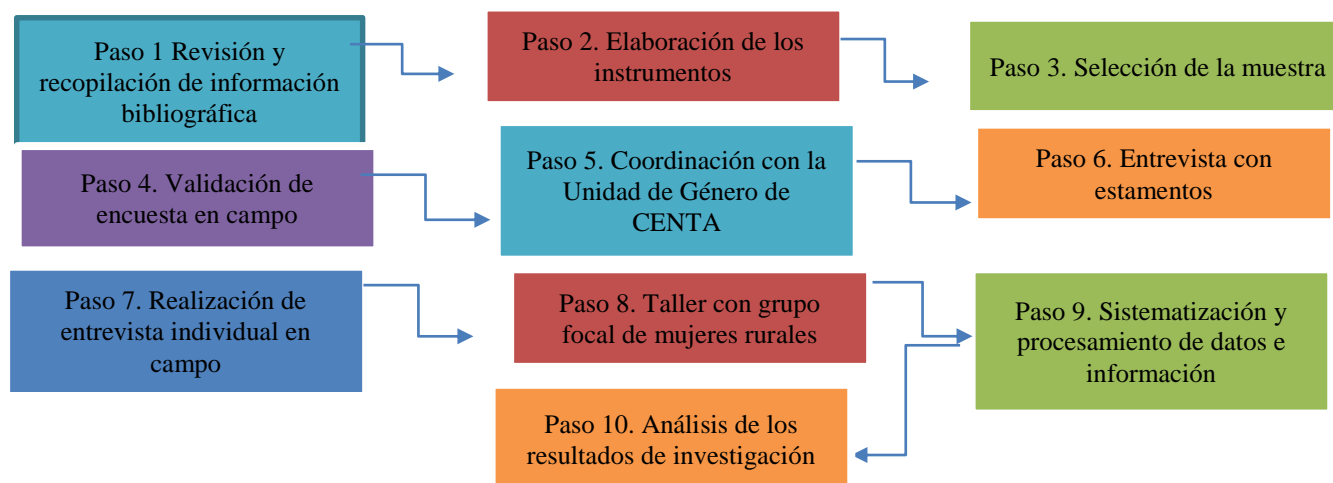 Paso 1 Revisión y
recopilación de información
bibliográfica
Paso 2. Elaboración de los
instrumentos
Paso 3. Selección de la muestra
Paso 4. Validación de
encuesta en campo
Paso 5. Coordinación con la
Unidad de Género de
CENTA
Paso 6. Entrevista con
estamentos
Paso 7. Realización de
entrevista individual en
campo
Paso 8. Taller con grupo
focal de mujeres rurales
Paso 9. Sistematización y
procesamiento de datos e
información
Paso 10. Análisis de los
resultados de investigación